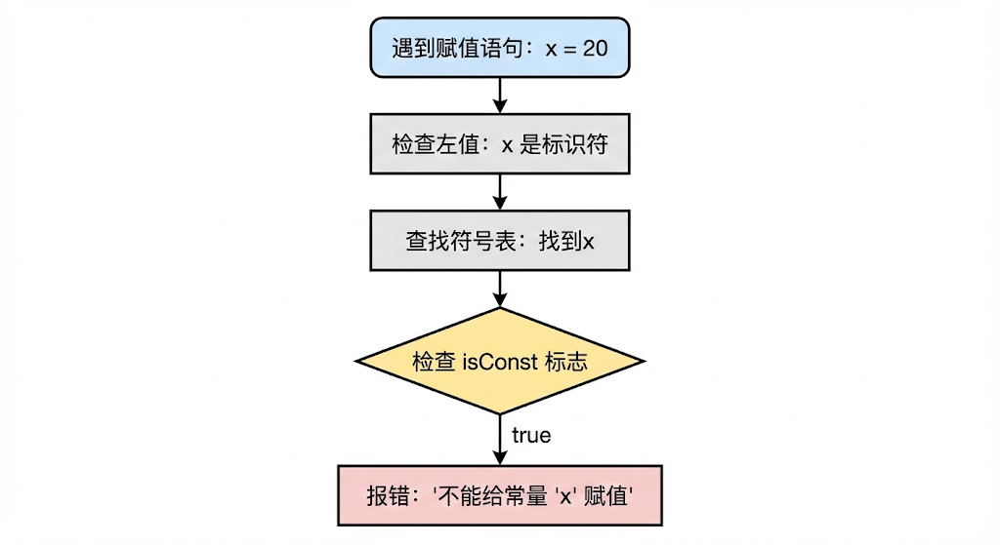 遇到赋值语句：x = 20
检查左值：x 是标识符
查找符号表：找到x
检查 isConst 标志
true
报错：'不能给常量 'x' 赋值'